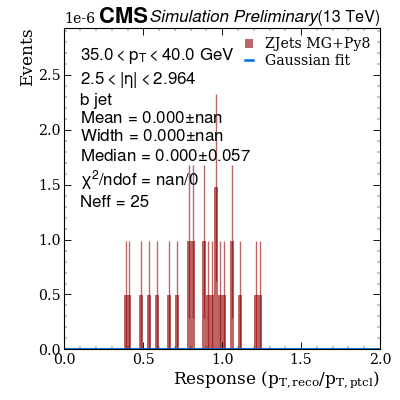 1e-6 CMS Simulation Preliminary (13 TeV)
Events
35.0 < p_T < 40.0 GeV
2.5 < |η| < 2.964
b jet
Mean = 0.000±nan
Width = 0.000±nan
Median = 0.000±0.057
χ²/ndof = nan/0
Neff = 25
ZJets MG+Py8
Gaussian fit
2.5
2.0
1.5
1.0
0.5
0.0
0.0 0.5 1.0 1.5 2.0
Response (p_T,reco/p_T,ptcl)